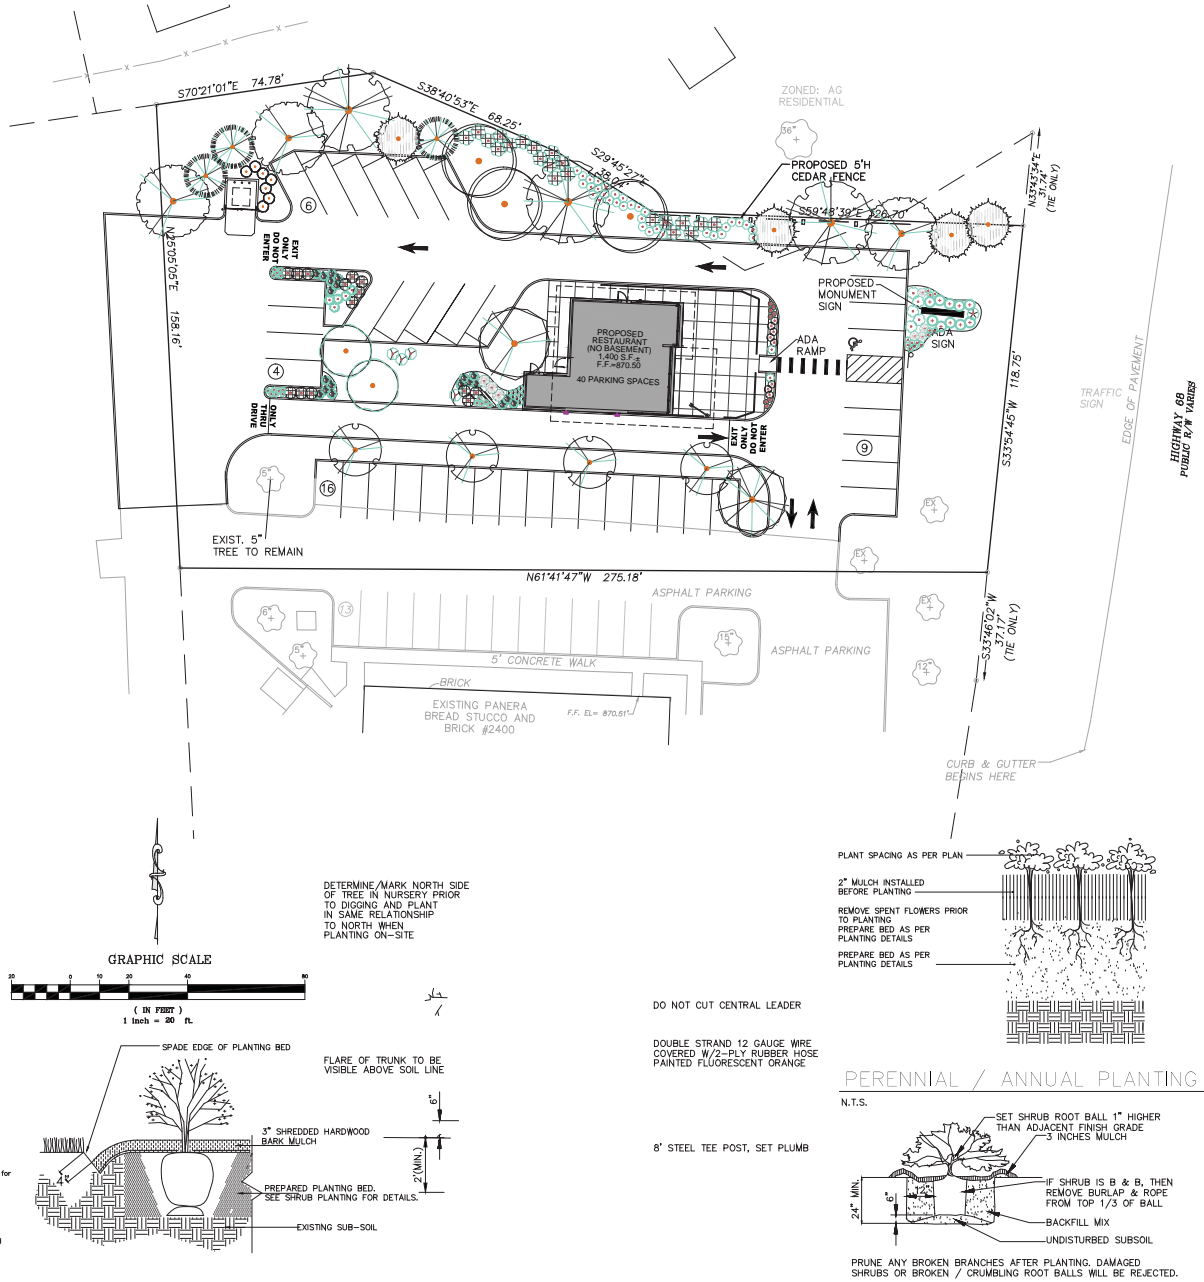 S70°21'01"E 74.78'
S38°40'53"E 68.25'
ZONED: AG
RESIDENTIAL
36"
PROPOSED 5'H
CEDAR FENCE
N33°43'34"E
31.74'
(TIE ONLY)
S59°48'39"E 126.70'
6
EXIT
ONLY
DO NOT
ENTER
N25°05'05"E 158.16'
PROPOSED
MONUMENT
SIGN
ADA
SIGN
ADA
RAMP
PROPOSED
RESTAURANT
(NO BASEMENT)
1,400 S.F.±
F.F.=870.50
40 PARKING SPACES
4
ONLY
THRU
DRIVE
EXIT
ONLY
DO NOT
ENTER
9
16
S33°54'45"W 118.75'
TRAFFIC
SIGN
EDGE OF PAVEMENT
HIGHWAY 6B
PUBLIC R/W VARIES
5"
EXIST. 5"
TREE TO REMAIN
EX
EX
EX
12"
N61°41'47"W 275.18'
ASPHALT PARKING
6"
13
5"
15"
ASPHALT PARKING
5' CONCRETE WALK
S33°46'02"W
37.17'
(TIE ONLY)
BRICK
EXISTING PANERA
BREAD STUCCO AND
BRICK #2400
F.F. EL= 870.51'
CURB & GUTTER
BEGINS HERE
GRAPHIC SCALE
20 0 10 20 40 80
( IN FEET )
1 inch = 20 ft.
DETERMINE/MARK NORTH SIDE
OF TREE IN NURSERY PRIOR
TO DIGGING AND PLANT
IN SAME RELATIONSHIP
TO NORTH WHEN
PLANTING ON-SITE
FLARE OF TRUNK TO BE
VISIBLE ABOVE SOIL LINE
6"
2'(MIN.)
SPADE EDGE OF PLANTING BED
3" SHREDDED HARDWOOD
BARK MULCH
4"
PREPARED PLANTING BED.
SEE SHRUB PLANTING FOR DETAILS.
EXISTING SUB-SOIL
for
DO NOT CUT CENTRAL LEADER
DOUBLE STRAND 12 GAUGE WIRE
COVERED W/2-PLY RUBBER HOSE
PAINTED FLUORESCENT ORANGE
8' STEEL TEE POST, SET PLUMB
PLANT SPACING AS PER PLAN
2" MULCH INSTALLED
BEFORE PLANTING
REMOVE SPENT FLOWERS PRIOR
TO PLANTING
PREPARE BED AS PER
PLANTING DETAILS
PREPARE BED AS PER
PLANTING DETAILS
PERENNIAL / ANNUAL PLANTING
N.T.S.
SET SHRUB ROOT BALL 1" HIGHER
THAN ADJACENT FINISH GRADE
3 INCHES MULCH
24" MIN.
6"
12"
IF SHRUB IS B & B, THEN
REMOVE BURLAP & ROPE
FROM TOP 1/3 OF BALL
BACKFILL MIX
UNDISTURBED SUBSOIL
PRUNE ANY BROKEN BRANCHES AFTER PLANTING. DAMAGED
SHRUBS OR BROKEN / CRUMBLING ROOT BALLS WILL BE REJECTED.